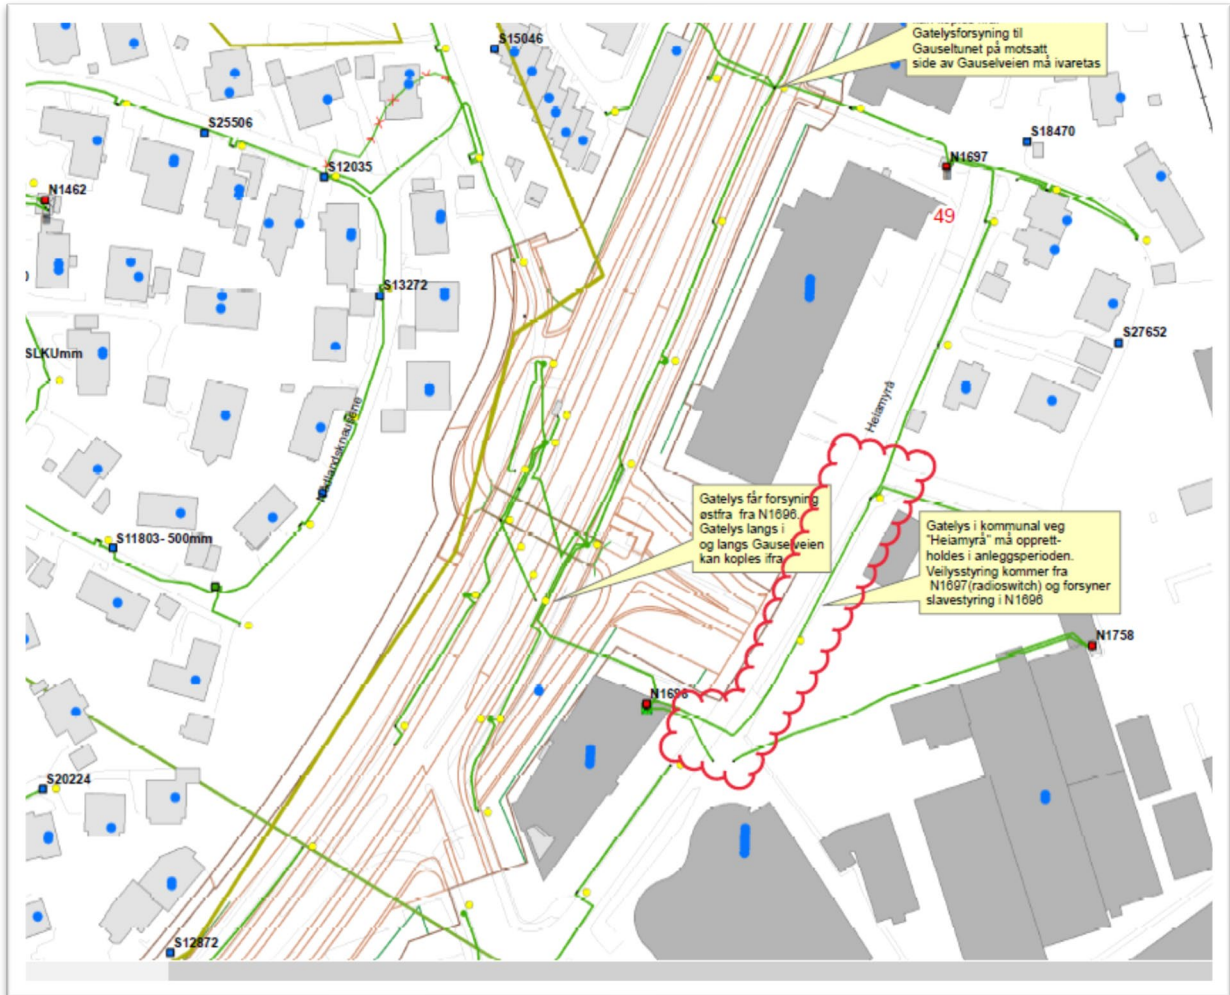 Gatelysforsyning til
Gauseltunet på motsatt
side av Gauselveien må ivaretas
S15046
S25506
S18470
S12035
N1697
N1462
49
S13272
S27652
SLKUmm
Heiamyrå
Gatelys får forsyning
østfra fra N1696.
Gatelys langs i
og langs Gauselveien
kan koples ifra
Gatelys i kommunal veg
"Heiamyrå" må opprett-
holdes i anleggsperioden.
Veilysstyring kommer fra
N1697(radioswitch) og forsyner
slavestyring i N1696
S11803- 500mm
N1758
N1696
S20224
S12872